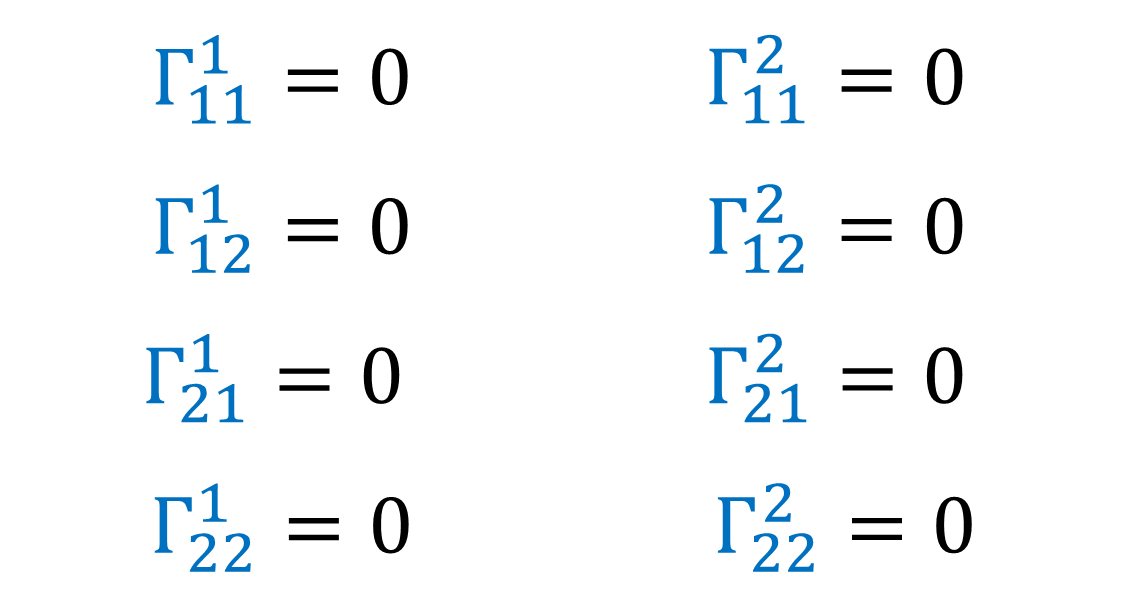 Γ¹₁₁ = 0 Γ²₁₁ = 0
Γ¹₁₂ = 0 Γ²₁₂ = 0
Γ¹₂₁ = 0 Γ²₂₁ = 0
Γ¹₂₂ = 0 Γ²₂₂ = 0